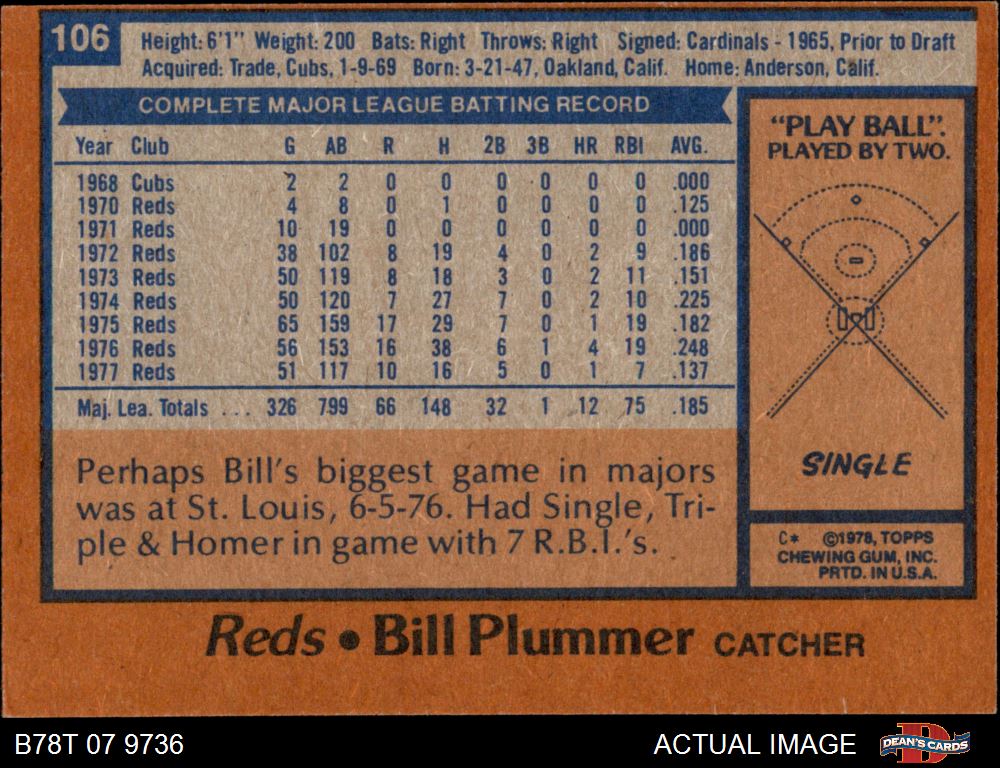 106
Height: 6'1" Weight: 200 Bats: Right Throws: Right Signed: Cardinals - 1965, Prior to Draft
Acquired: Trade, Cubs, 1-9-69 Born: 3-21-47, Oakland, Calif. Home: Anderson, Calif.
COMPLETE MAJOR LEAGUE BATTING RECORD
Year Club G AB R H 2B 3B HR RBI AVG.
1968 Cubs 2 2 0 0 0 0 0 0 .000
1970 Reds 4 8 0 1 0 0 0 0 .125
1971 Reds 10 19 0 0 0 0 0 0 .000
1972 Reds 38 102 8 19 4 0 2 9 .186
1973 Reds 50 119 8 18 3 0 2 11 .151
1974 Reds 50 120 7 27 7 0 2 10 .225
1975 Reds 65 159 17 29 7 0 1 19 .182
1976 Reds 56 153 16 38 6 1 4 19 .248
1977 Reds 51 117 10 16 5 0 1 7 .137
Maj. Lea. Totals ... 326 799 66 148 32 1 12 75 .185
Perhaps Bill's biggest game in majors
was at St. Louis, 6-5-76. Had Single, Tri-
ple & Homer in game with 7 R.B.I.'s.
"PLAY BALL".
PLAYED BY TWO.
SINGLE
C* ©1978, TOPPS
CHEWING GUM, INC.
PRTD. IN U.S.A.
Reds • Bill Plummer CATCHER
B78T 07 9736
ACTUAL IMAGE
DEAN'S CARDS